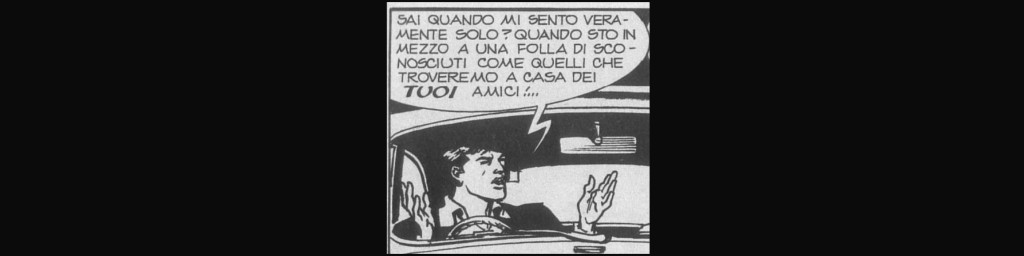 SAI QUANDO MI SENTO VERA-
MENTE SOLO? QUANDO STO IN
MEZZO A UNA FOLLA DI SCO-
NOSCIUTI COME QUELLI CHE
TROVEREMO A CASA DEI
TUOI AMICI!...